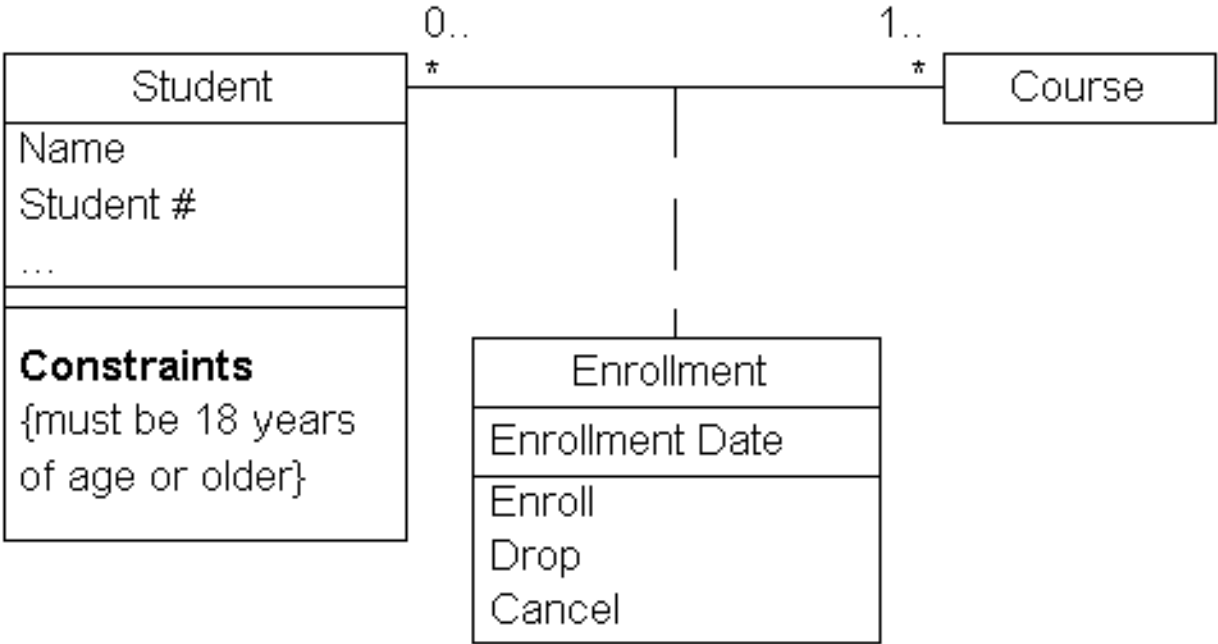 0..
*
1..
*
Student
Name
Student #
...
Constraints
{must be 18 years
of age or older}
Course
Enrollment
Enrollment Date
Enroll
Drop
Cancel